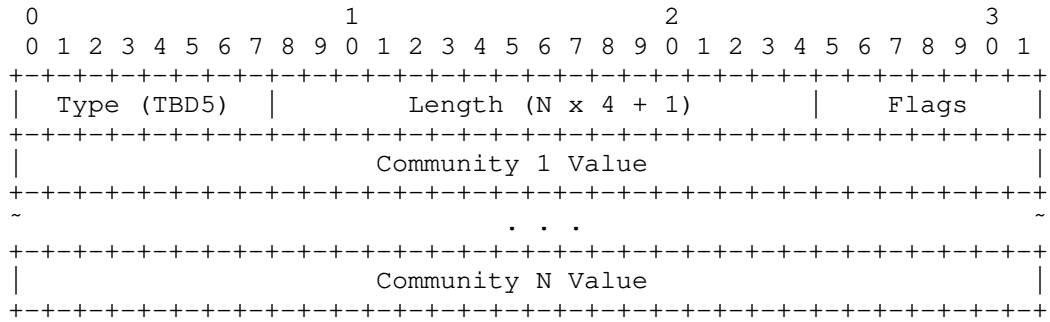 0                   1                   2                   3
 0 1 2 3 4 5 6 7 8 9 0 1 2 3 4 5 6 7 8 9 0 1 2 3 4 5 6 7 8 9 0 1
+-+-+-+-+-+-+-+-+-+-+-+-+-+-+-+-+-+-+-+-+-+-+-+-+-+-+-+-+-+-+-+-+
|  Type (TBD5)  |        Length (N x 4 + 1)       |    Flags    |
+-+-+-+-+-+-+-+-+-+-+-+-+-+-+-+-+-+-+-+-+-+-+-+-+-+-+-+-+-+-+-+-+
|                      Community 1 Value                        |
+-+-+-+-+-+-+-+-+-+-+-+-+-+-+-+-+-+-+-+-+-+-+-+-+-+-+-+-+-+-+-+-+
~                              . . .                            ~
+-+-+-+-+-+-+-+-+-+-+-+-+-+-+-+-+-+-+-+-+-+-+-+-+-+-+-+-+-+-+-+-+
|                      Community N Value                        |
+-+-+-+-+-+-+-+-+-+-+-+-+-+-+-+-+-+-+-+-+-+-+-+-+-+-+-+-+-+-+-+-+